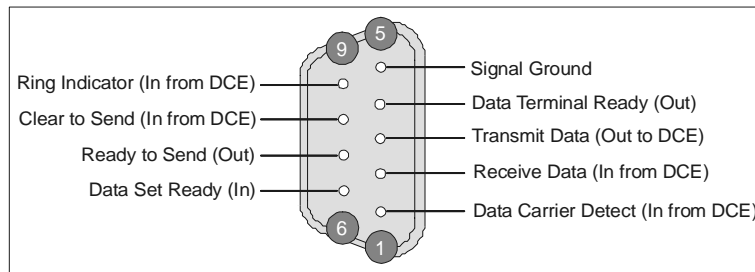 9
5
Ring Indicator (In from DCE)
Clear to Send (In from DCE)
Ready to Send (Out)
Data Set Ready (In)
Signal Ground
Data Terminal Ready (Out)
Transmit Data (Out to DCE)
Receive Data (In from DCE)
Data Carrier Detect (In from DCE)
6
1